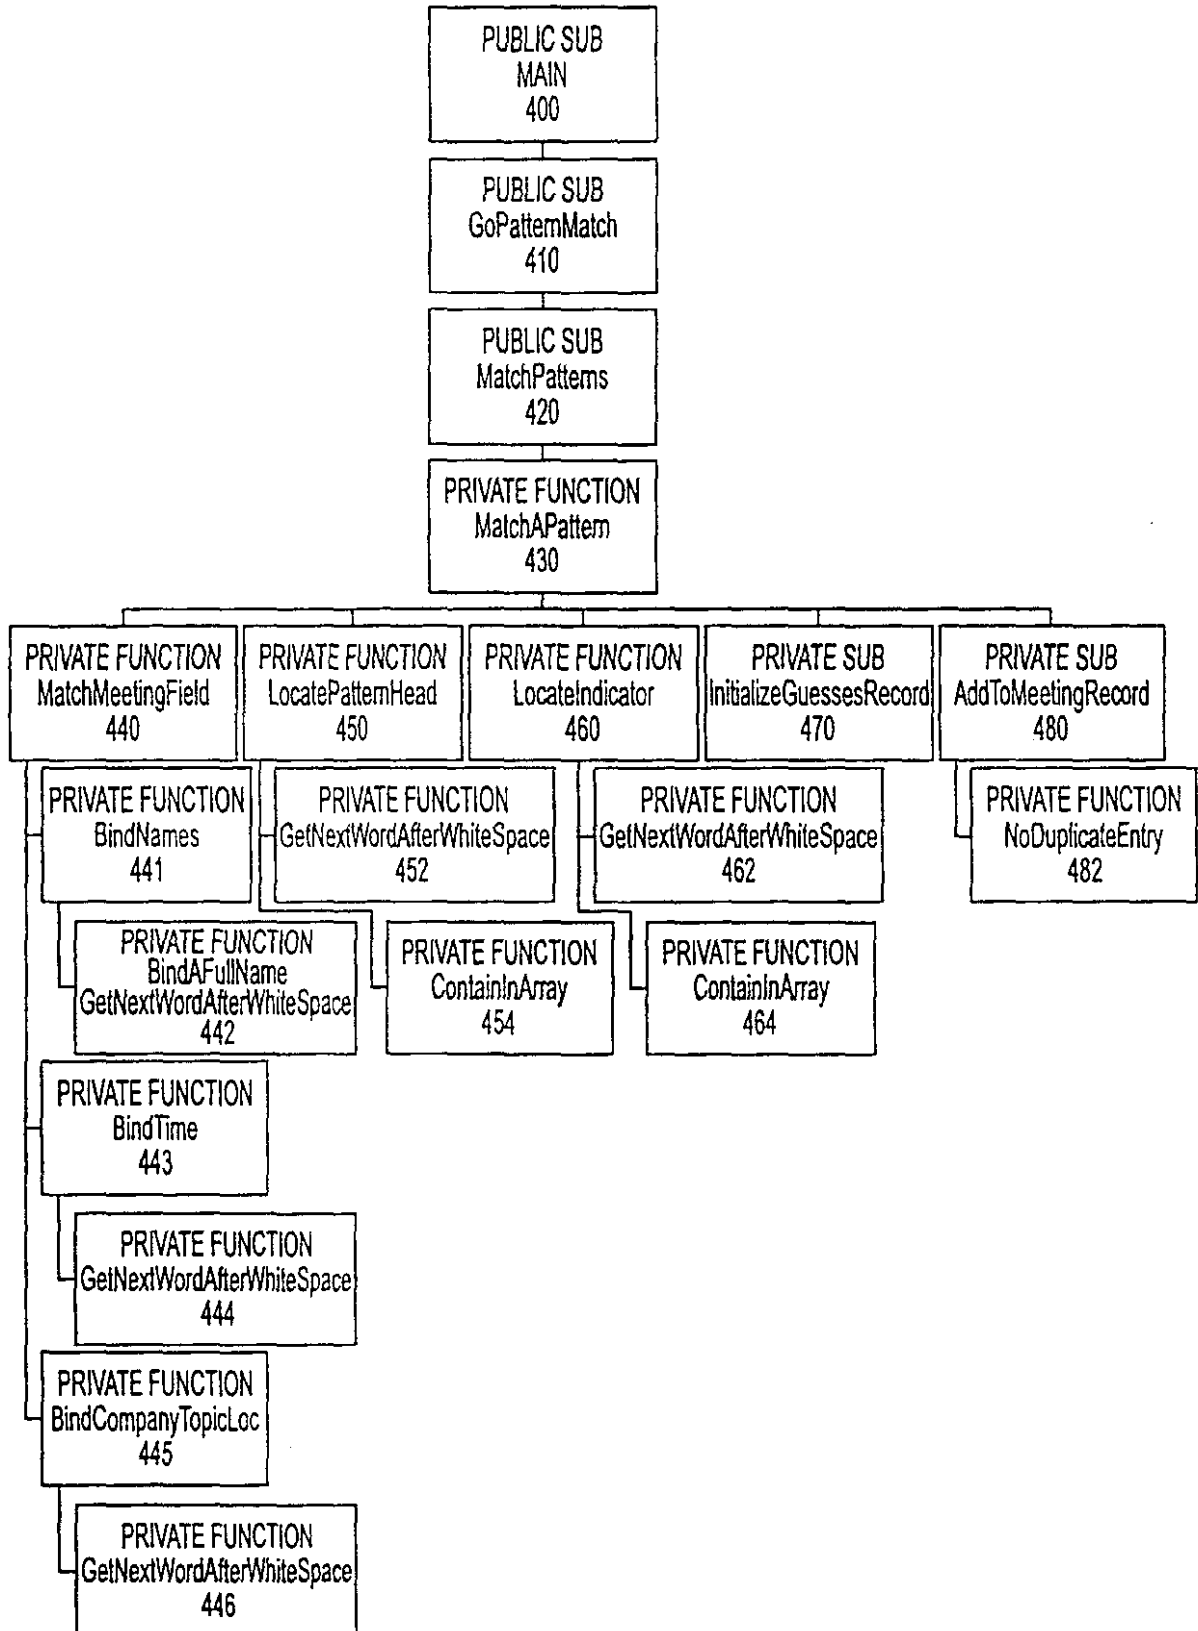 PUBLIC SUB
MAIN
400
PUBLIC SUB
GoPatternMatch
410
PUBLIC SUB
MatchPatterns
420
PRIVATE FUNCTION
MatchAPattern
430
PRIVATE FUNCTION
MatchMeetingField
440
PRIVATE FUNCTION
LocatePatternHead
450
PRIVATE FUNCTION
LocateIndicator
460
PRIVATE SUB
InitializeGuessesRecord
470
PRIVATE SUB
AddToMeetingRecord
480
PRIVATE FUNCTION
BindNames
441
PRIVATE FUNCTION
GetNextWordAfterWhiteSpace
452
PRIVATE FUNCTION
GetNextWordAfterWhiteSpace
462
PRIVATE FUNCTION
NoDuplicateEntry
482
PRIVATE FUNCTION
BindAFullName
GetNextWordAfterWhiteSpace
442
PRIVATE FUNCTION
ContainInArray
454
PRIVATE FUNCTION
ContainInArray
464
PRIVATE FUNCTION
BindTime
443
PRIVATE FUNCTION
GetNextWordAfterWhiteSpace
444
PRIVATE FUNCTION
BindCompanyTopicLoc
445
PRIVATE FUNCTION
GetNextWordAfterWhiteSpace
446